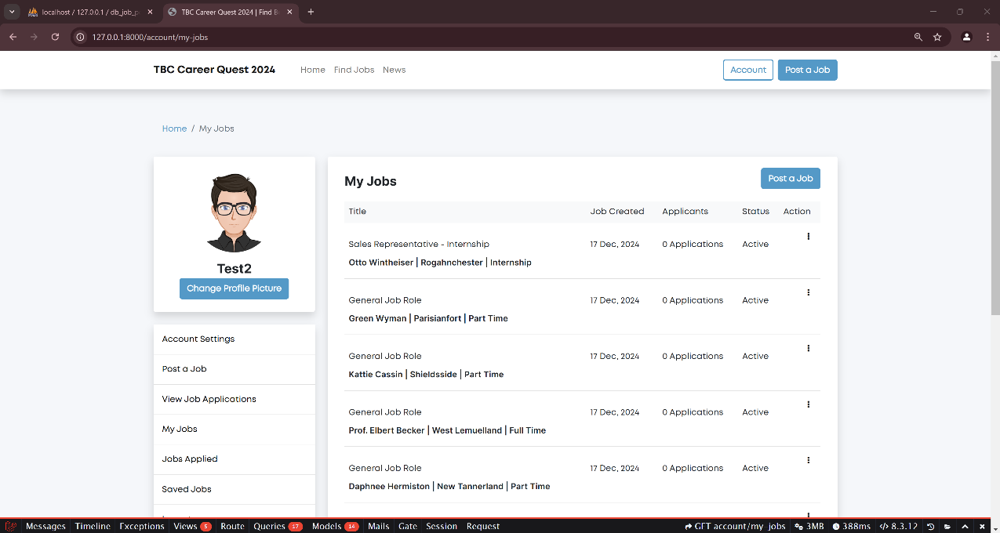 localhost / 127.0.0.1 / db_job_p
TBC Career Quest 2024 | Find B
127.0.0.1:8000/account/my-jobs
TBC Career Quest 2024 Home Find Jobs News Account Post a Job
Home / My Jobs
Test2
Change Profile Picture
Account Settings
Post a Job
View Job Applications
My Jobs
Jobs Applied
Saved Jobs
My Jobs Post a Job
Title Job Created Applicants Status Action
Sales Representative - Internship 17 Dec, 2024 0 Applications Active
Otto Wintheiser | Rogahnchester | Internship
General Job Role 17 Dec, 2024 0 Applications Active
Green Wyman | Parisianfort | Part Time
General Job Role 17 Dec, 2024 0 Applications Active
Kattie Cassin | Shieldsside | Part Time
General Job Role 17 Dec, 2024 0 Applications Active
Prof. Elbert Becker | West Lemuelland | Full Time
General Job Role 17 Dec, 2024 0 Applications Active
Daphnee Hermiston | New Tannerland | Part Time
Messages Timeline Exceptions Views 5 Route Queries 17 Models 14 Mails Gate Session Request GET account/my-jobs 3MB 388ms 8.3.12